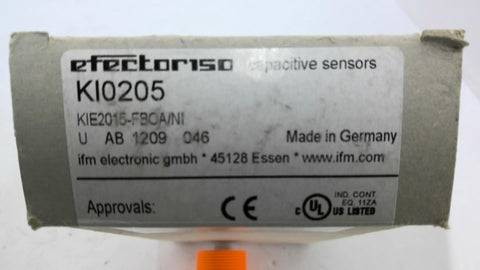 efector150 capacitive sensors
KI0205
KIE2015-FBOA/NI
U AB 1209 046 Made in Germany
ifm electronic gmbh * 45128 Essen * www.ifm.com
Approvals: CE c UL us LISTED
IND. CONT.
EQ. 11ZA